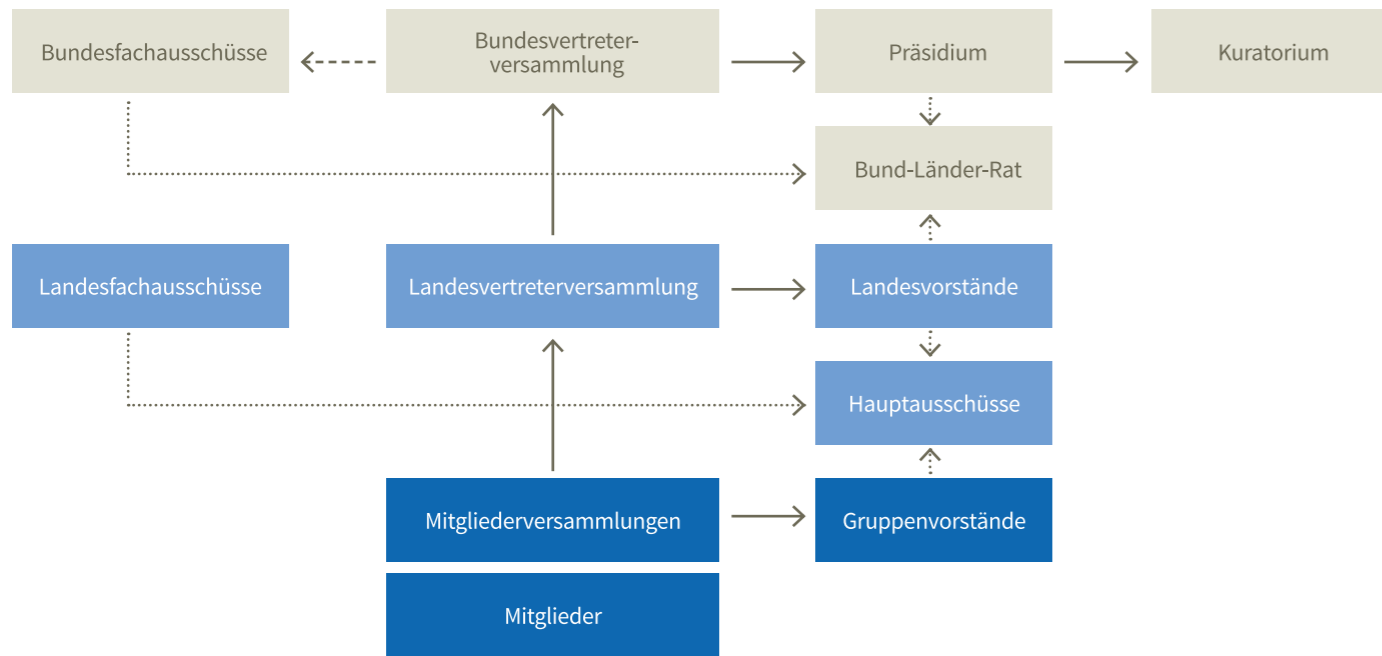 Bundesfachausschüsse
Bundesvertreter-
versammlung
Präsidium
Kuratorium
Bund-Länder-Rat
Landesfachausschüsse
Landesvertreterversammlung
Landesvorstände
Hauptausschüsse
Mitgliederversammlungen
Gruppenvorstände
Mitglieder